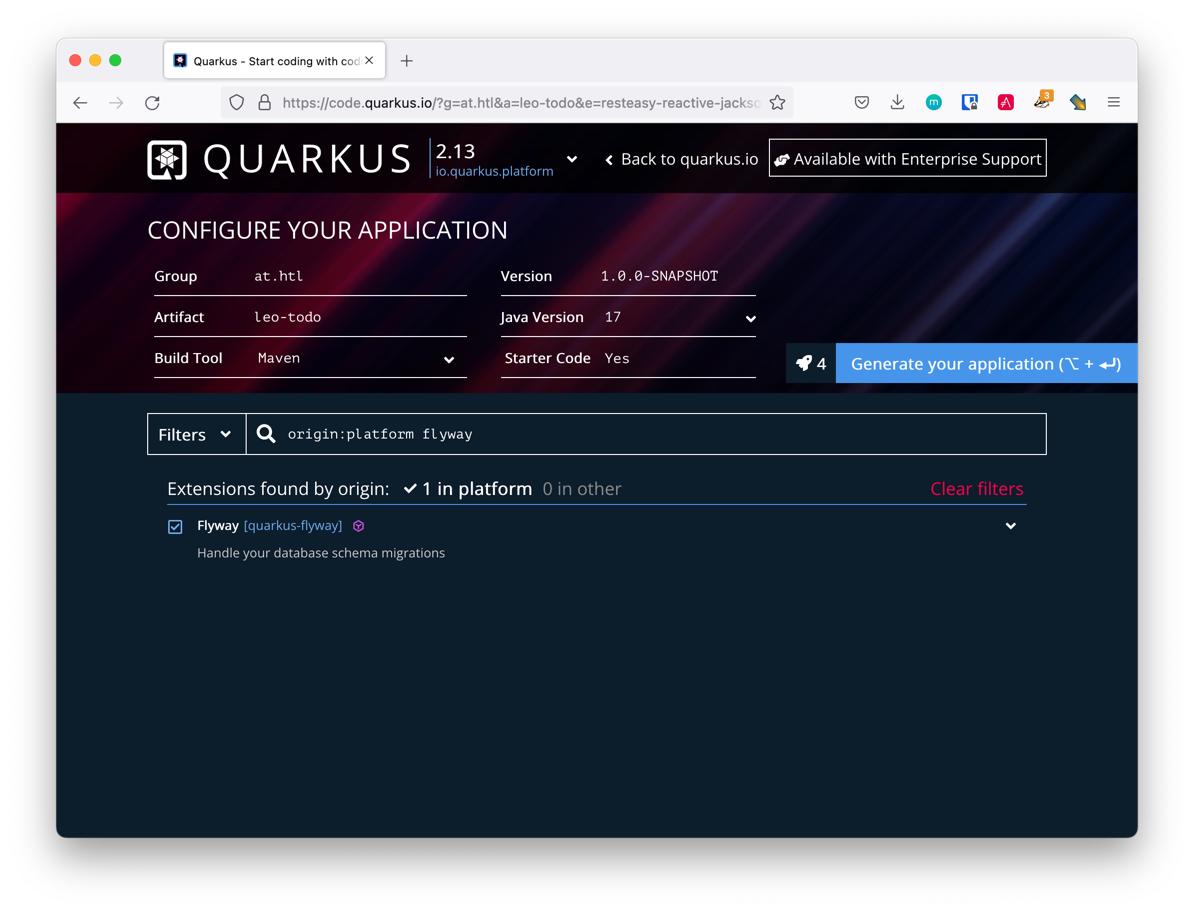 Quarkus - Start coding with cod
https://code.quarkus.io/?g=at.htl&a=leo-todo&e=resteasy-reactive-jackso
m
3
QUARKUS
2.13
io.quarkus.platform
Back to quarkus.io
Available with Enterprise Support
CONFIGURE YOUR APPLICATION
Group at.htl
Version 1.0.0-SNAPSHOT
Artifact leo-todo
Java Version 17
Build Tool Maven
Starter Code Yes
4
Generate your application (⌥ + ↵)
Filters
origin:platform flyway
Extensions found by origin: ✔ 1 in platform 0 in other
Clear filters
Flyway [quarkus-flyway]
Handle your database schema migrations